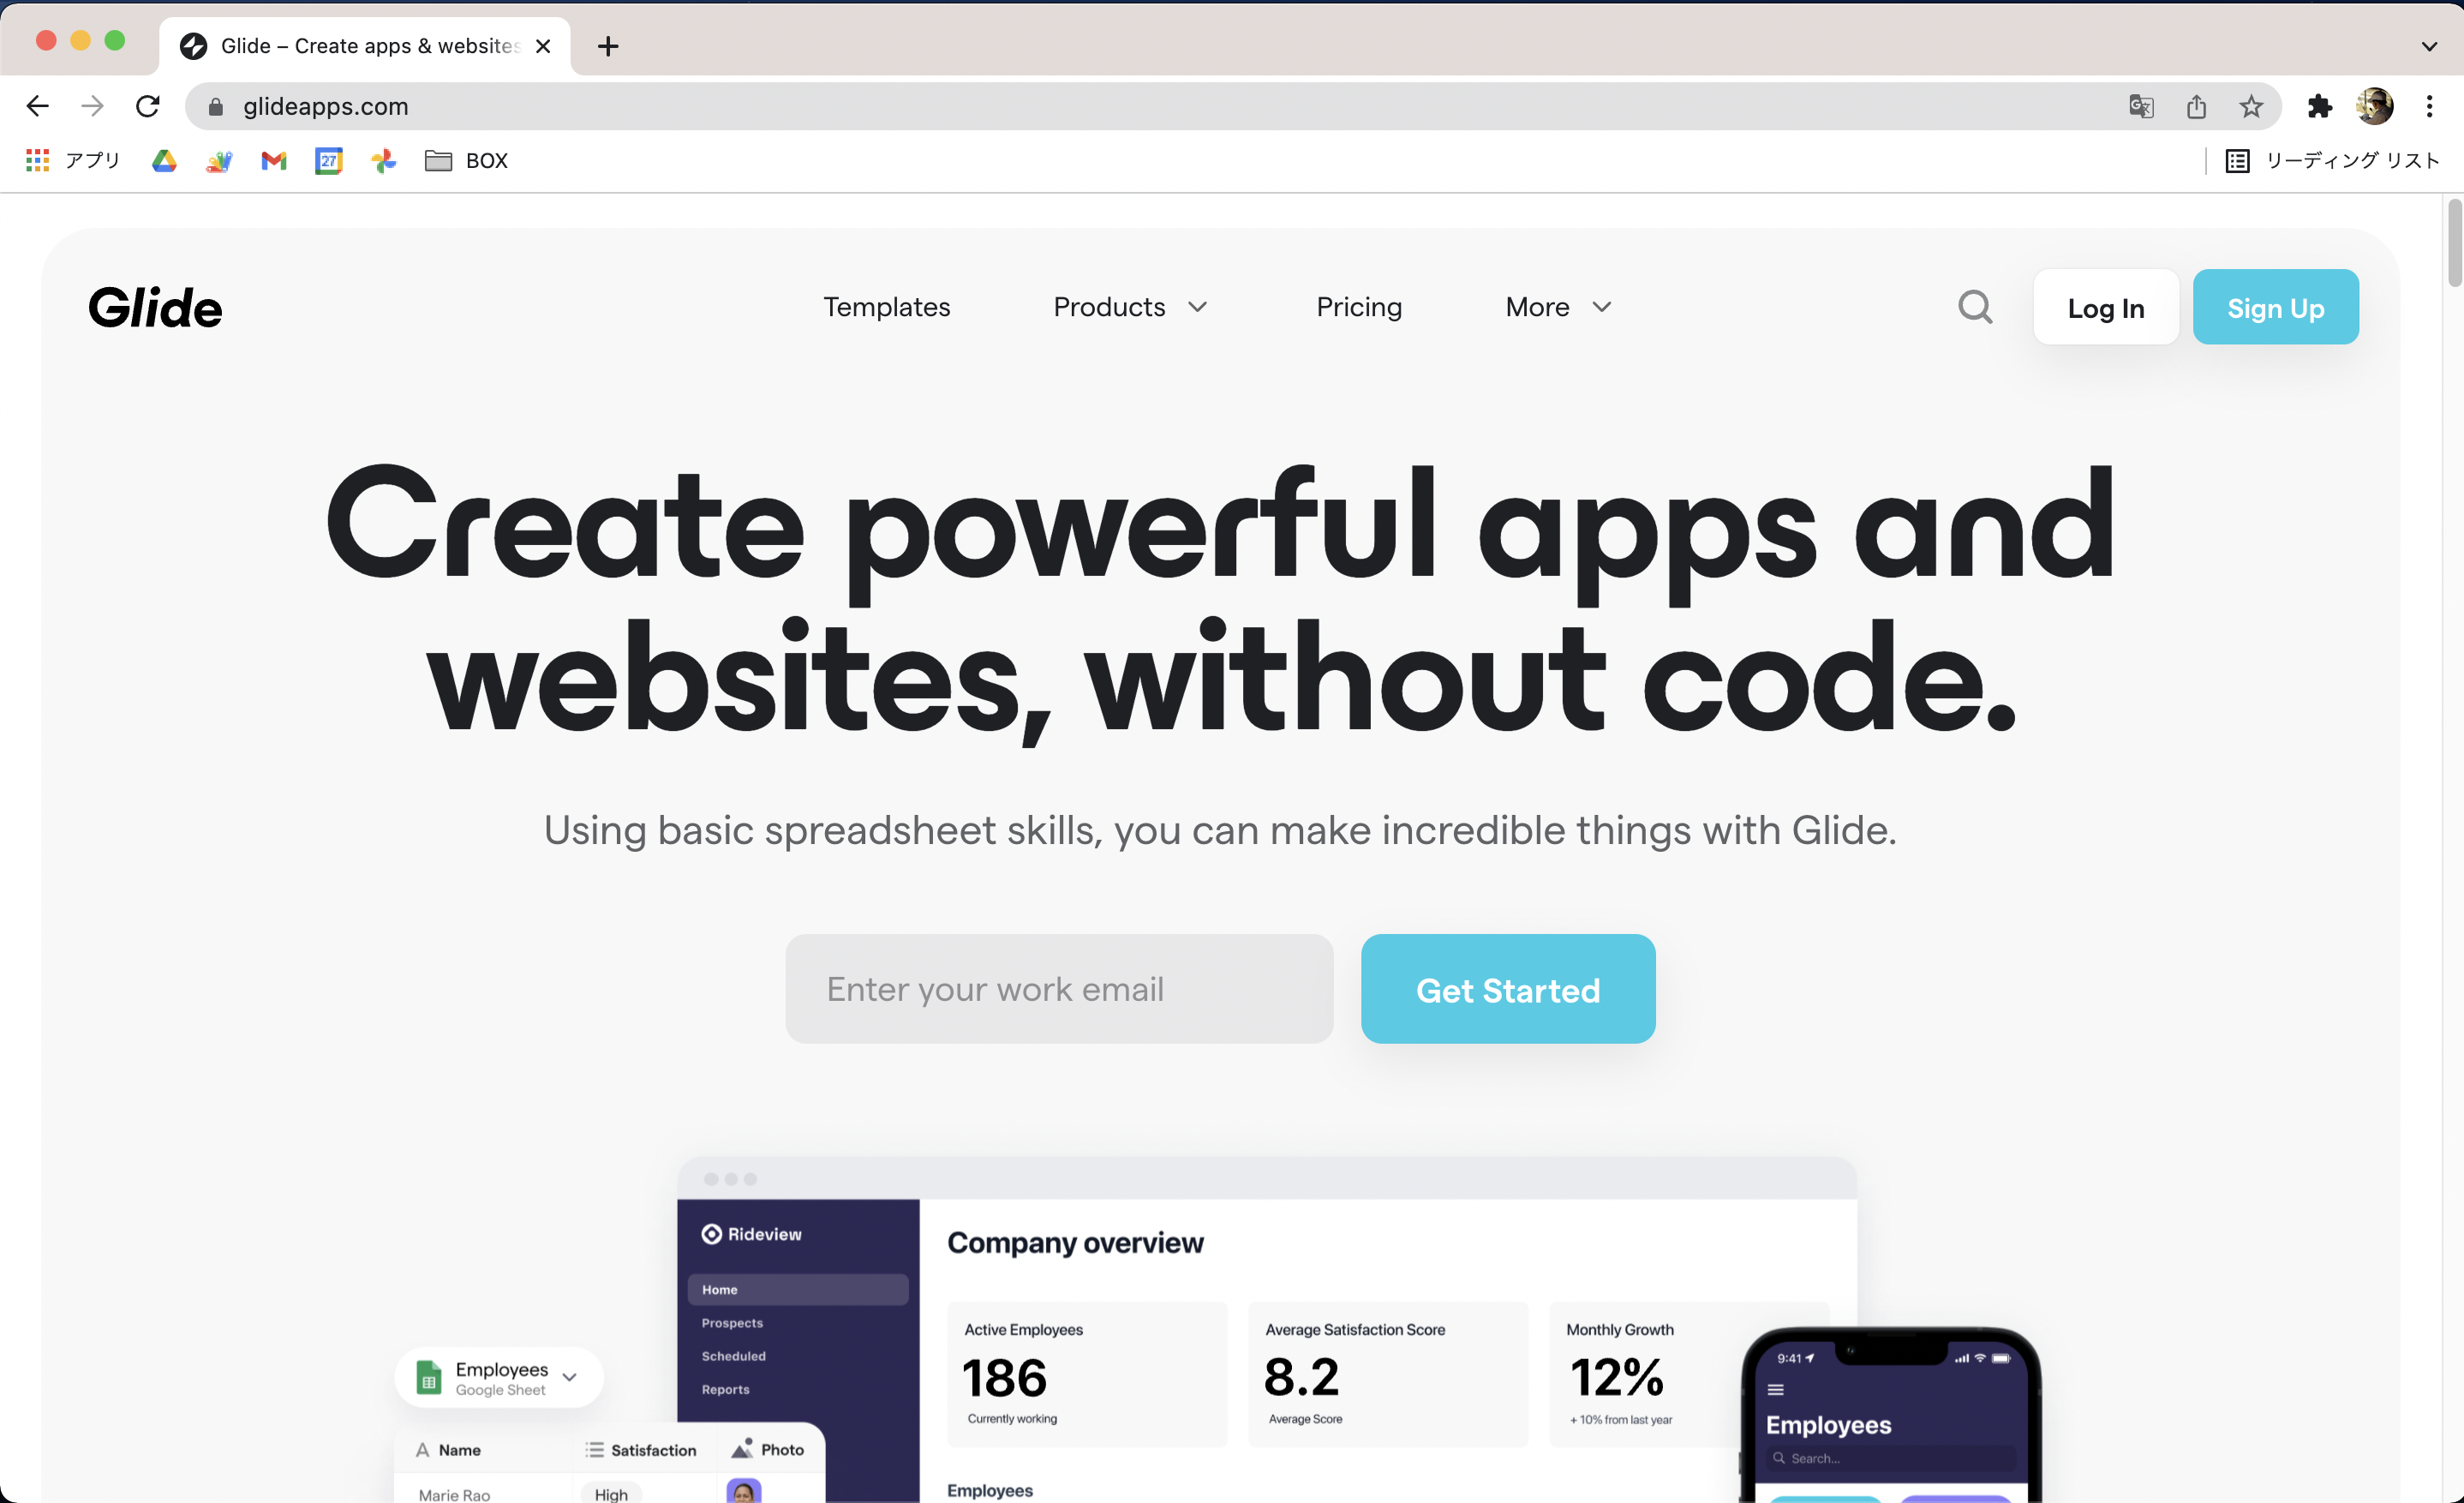 Glide – Create apps & websites
glideapps.com
アプリ
27
BOX
リーディング リスト
Glide
Templates
Products
Pricing
More
Log In
Sign Up
Create powerful apps and
websites, without code.
Using basic spreadsheet skills, you can make incredible things with Glide.
Enter your work email
Get Started
Rideview
Home
Prospects
Scheduled
Reports
Company overview
Active Employees
186
Currently working
Average Satisfaction Score
8.2
Average Score
Monthly Growth
12%
+ 10% from last year
Employees
Employees
Google Sheet
Name
Satisfaction
Photo
Marie Rao
High
9:41
Employees
Search...